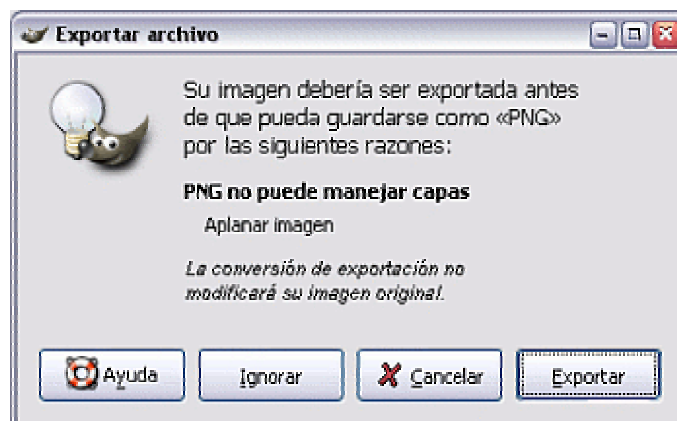 Exportar archivo
Su imagen debería ser exportada antes
de que pueda guardarse como «PNG»
por las siguientes razones:
PNG no puede manejar capas
Aplanar imagen
La conversión de exportación no
modificará su imagen original.
Ayuda Ignorar Cancelar Exportar